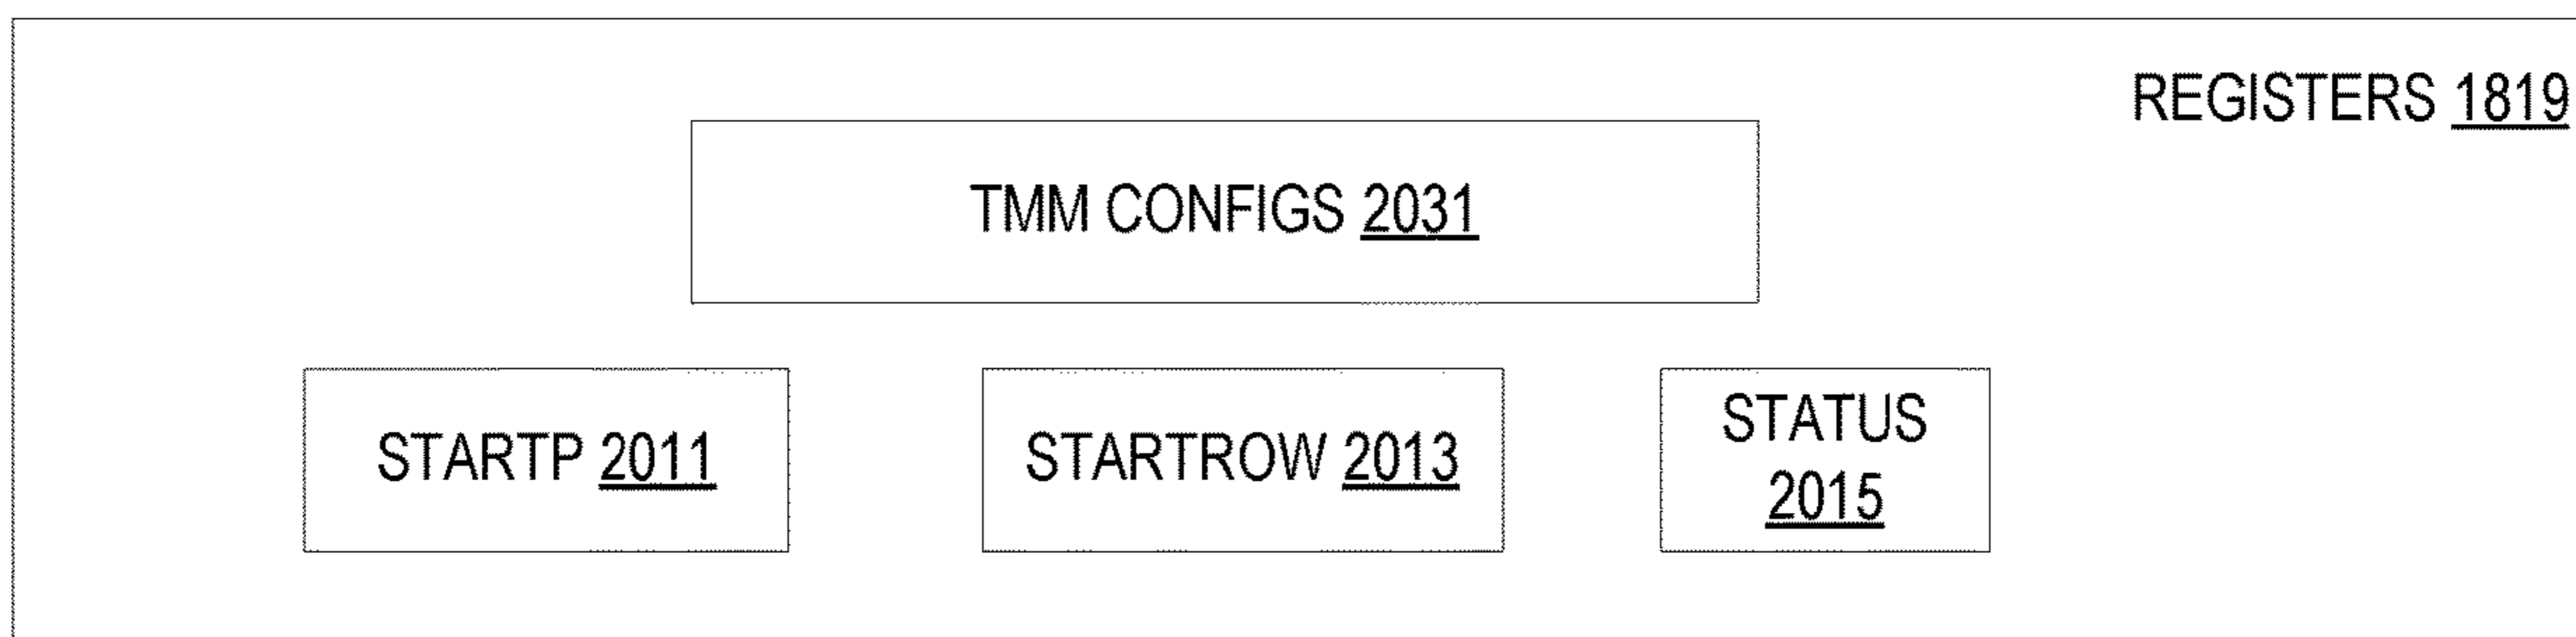 REGISTERS 1819
TMM CONFIGS 2031
STARTP 2011
STARTROW 2013
STATUS
2015